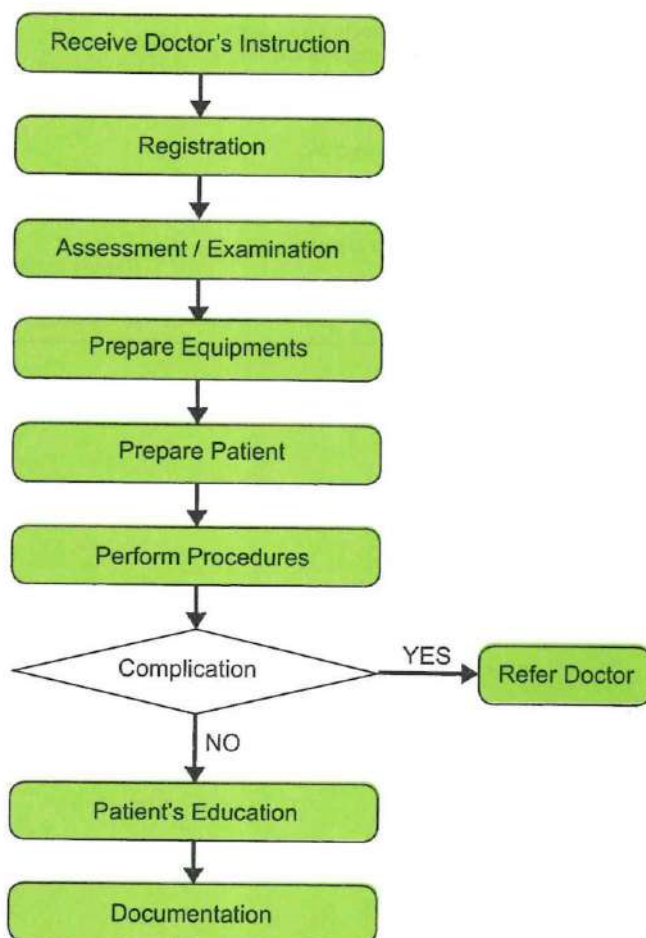 Receive Doctor's Instruction
Registration
Assessment / Examination
Prepare Equipments
Prepare Patient
Perform Procedures
Complication
YES
Refer Doctor
NO
Patient's Education
Documentation